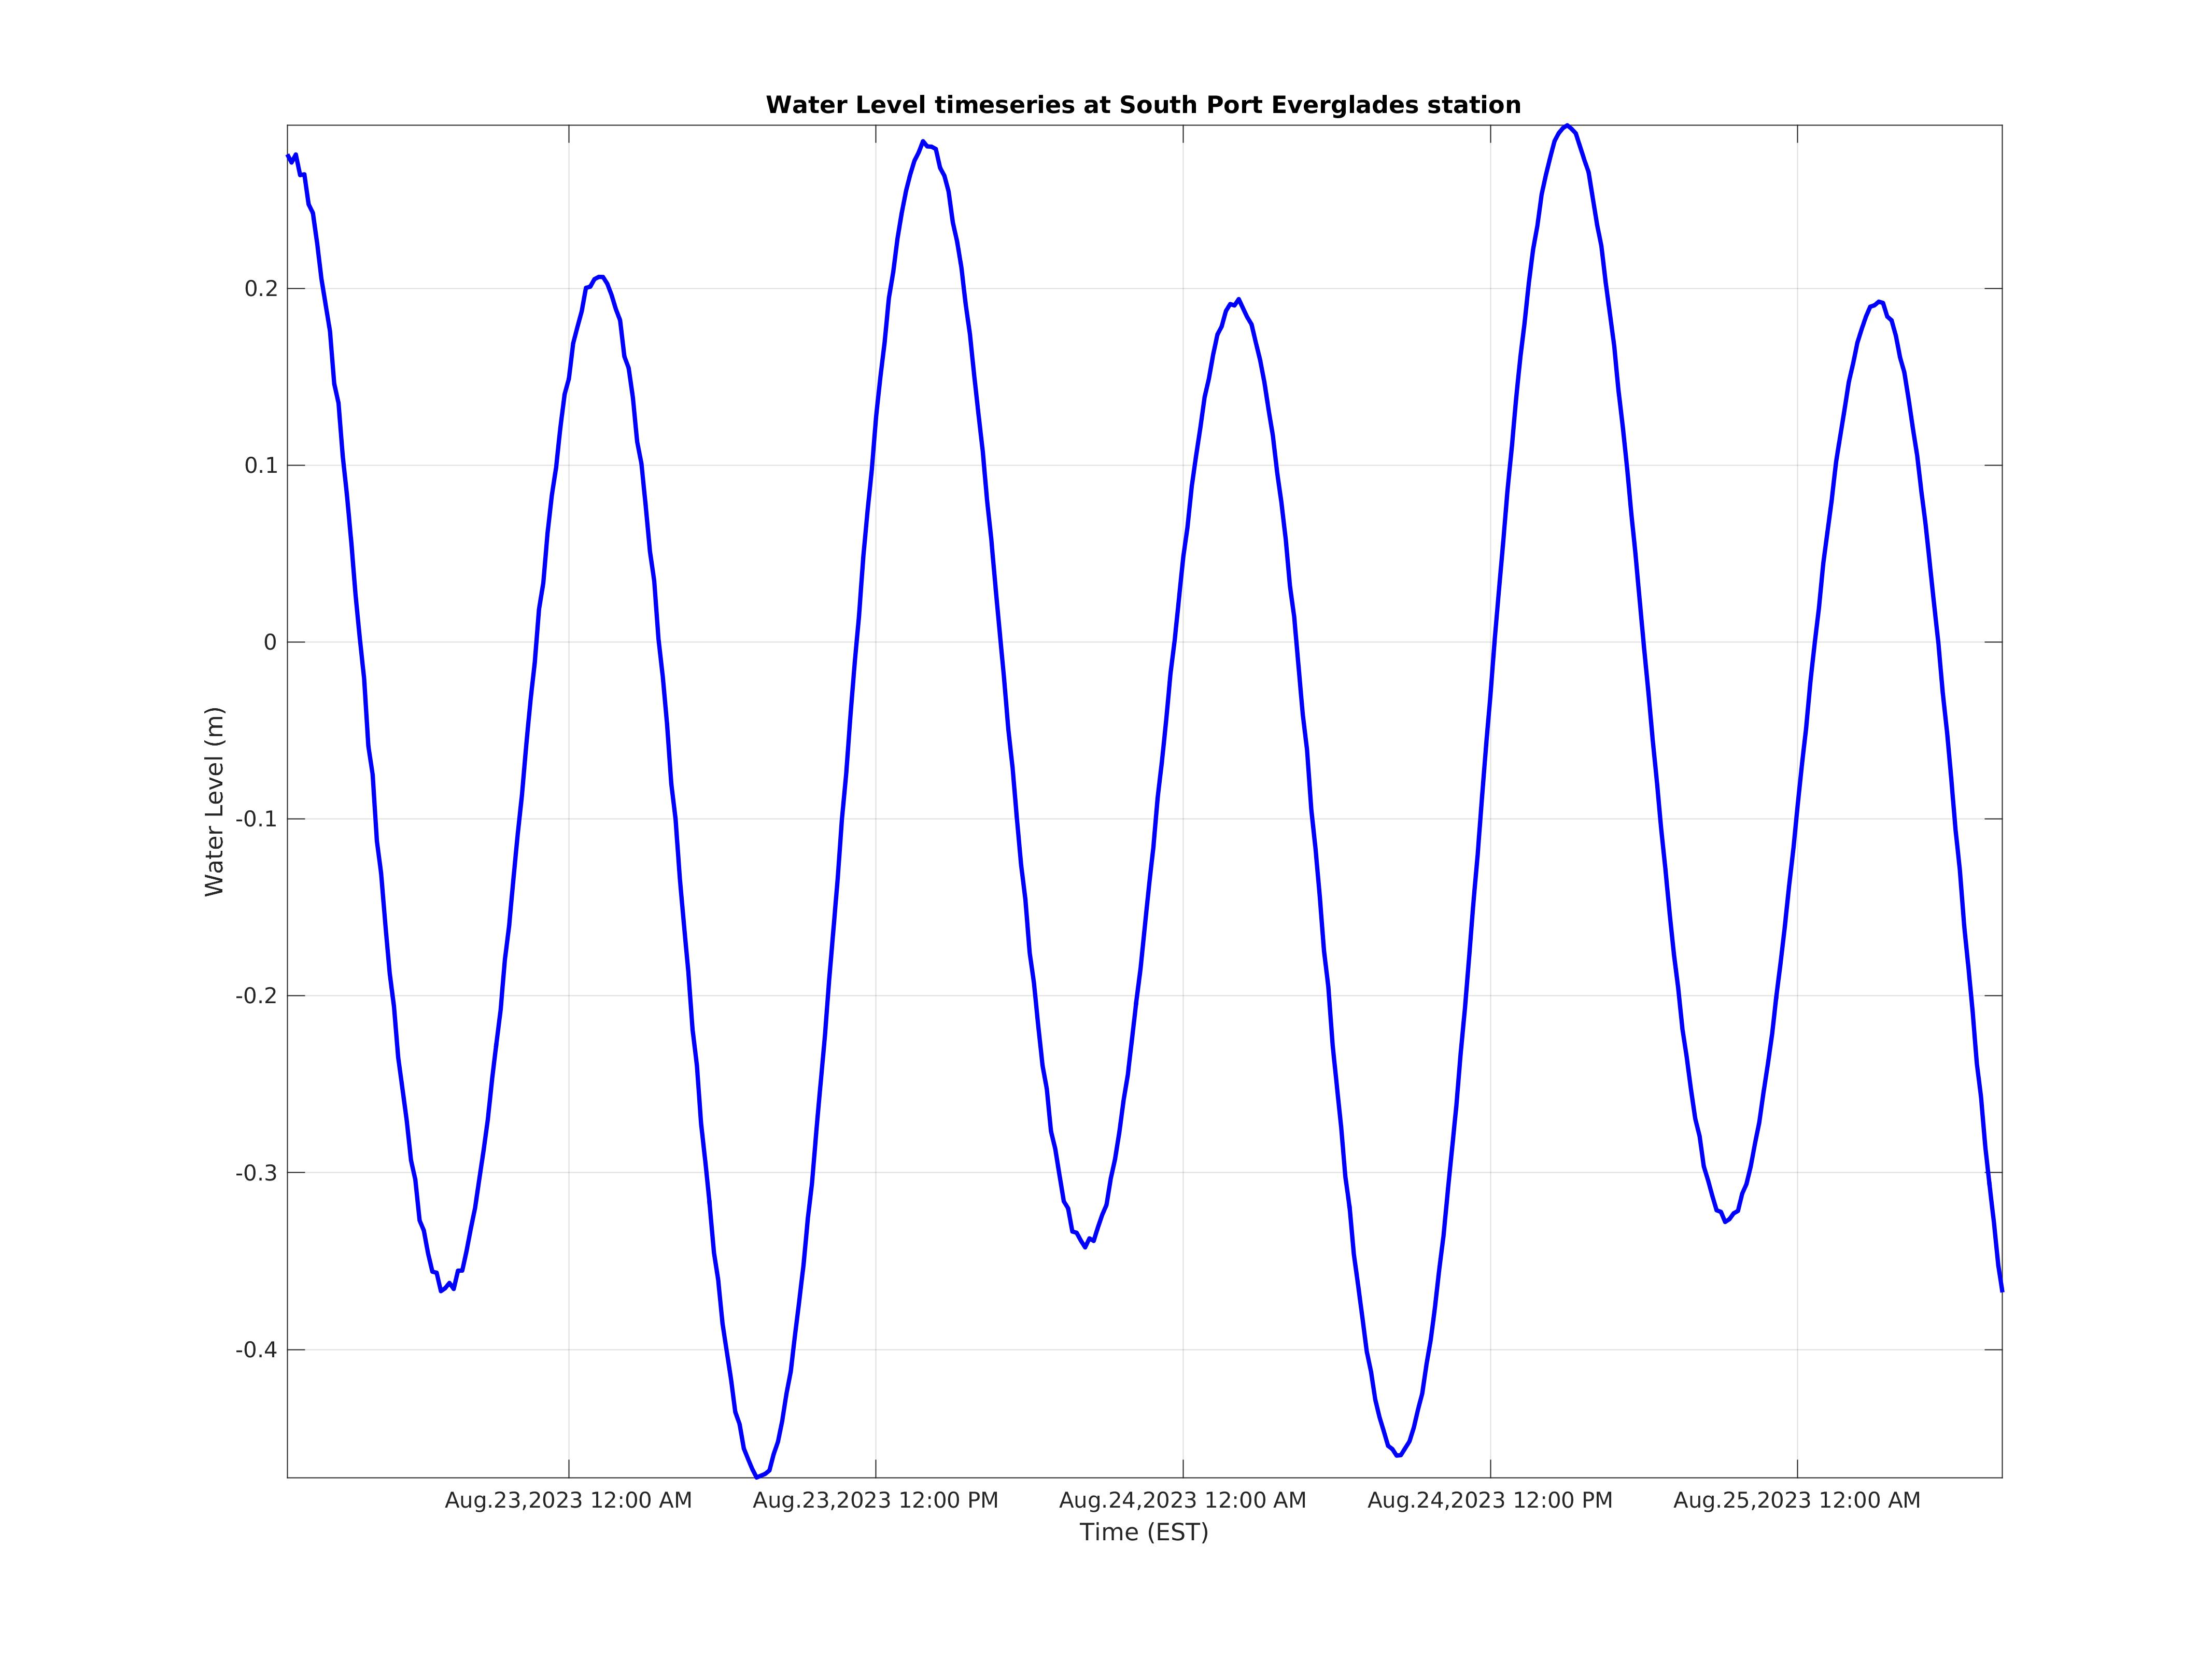 Water Level timeseries at South Port Everglades station
0.2
0.1
0
-0.1
-0.2
-0.3
-0.4
Water Level (m)
Aug.23,2023 12:00 AM
Aug.23,2023 12:00 PM
Aug.24,2023 12:00 AM
Aug.24,2023 12:00 PM
Aug.25,2023 12:00 AM
Time (EST)